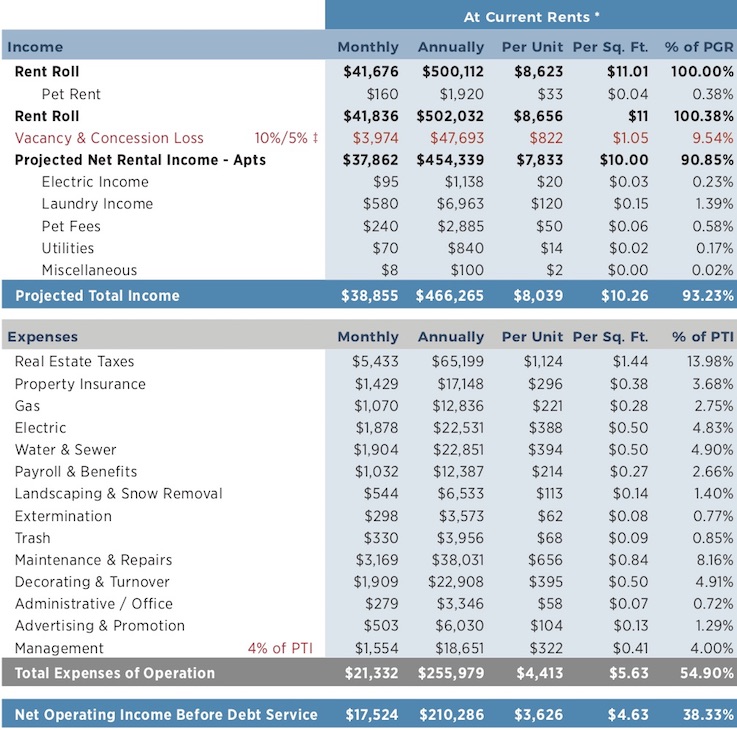 At Current Rents *
Income Monthly Annually Per Unit Per Sq. Ft. % of PGR
Rent Roll $41,676 $500,112 $8,623 $11.01 100.00%
Pet Rent $160 $1,920 $33 $0.04 0.38%
Rent Roll $41,836 $502,032 $8,656 $11 100.38%
Vacancy & Concession Loss 10%/5% ‡ $3,974 $47,693 $822 $1.05 9.54%
Projected Net Rental Income - Apts $37,862 $454,339 $7,833 $10.00 90.85%
Electric Income $95 $1,138 $20 $0.03 0.23%
Laundry Income $580 $6,963 $120 $0.15 1.39%
Pet Fees $240 $2,885 $50 $0.06 0.58%
Utilities $70 $840 $14 $0.02 0.17%
Miscellaneous $8 $100 $2 $0.00 0.02%
Projected Total Income $38,855 $466,265 $8,039 $10.26 93.23%
Expenses Monthly Annually Per Unit Per Sq. Ft. % of PTI
Real Estate Taxes $5,433 $65,199 $1,124 $1.44 13.98%
Property Insurance $1,429 $17,148 $296 $0.38 3.68%
Gas $1,070 $12,836 $221 $0.28 2.75%
Electric $1,878 $22,531 $388 $0.50 4.83%
Water & Sewer $1,904 $22,851 $394 $0.50 4.90%
Payroll & Benefits $1,032 $12,387 $214 $0.27 2.66%
Landscaping & Snow Removal $544 $6,533 $113 $0.14 1.40%
Extermination $298 $3,573 $62 $0.08 0.77%
Trash $330 $3,956 $68 $0.09 0.85%
Maintenance & Repairs $3,169 $38,031 $656 $0.84 8.16%
Decorating & Turnover $1,909 $22,908 $395 $0.50 4.91%
Administrative / Office $279 $3,346 $58 $0.07 0.72%
Advertising & Promotion $503 $6,030 $104 $0.13 1.29%
Management 4% of PTI $1,554 $18,651 $322 $0.41 4.00%
Total Expenses of Operation $21,332 $255,979 $4,413 $5.63 54.90%
Net Operating Income Before Debt Service $17,524 $210,286 $3,626 $4.63 38.33%